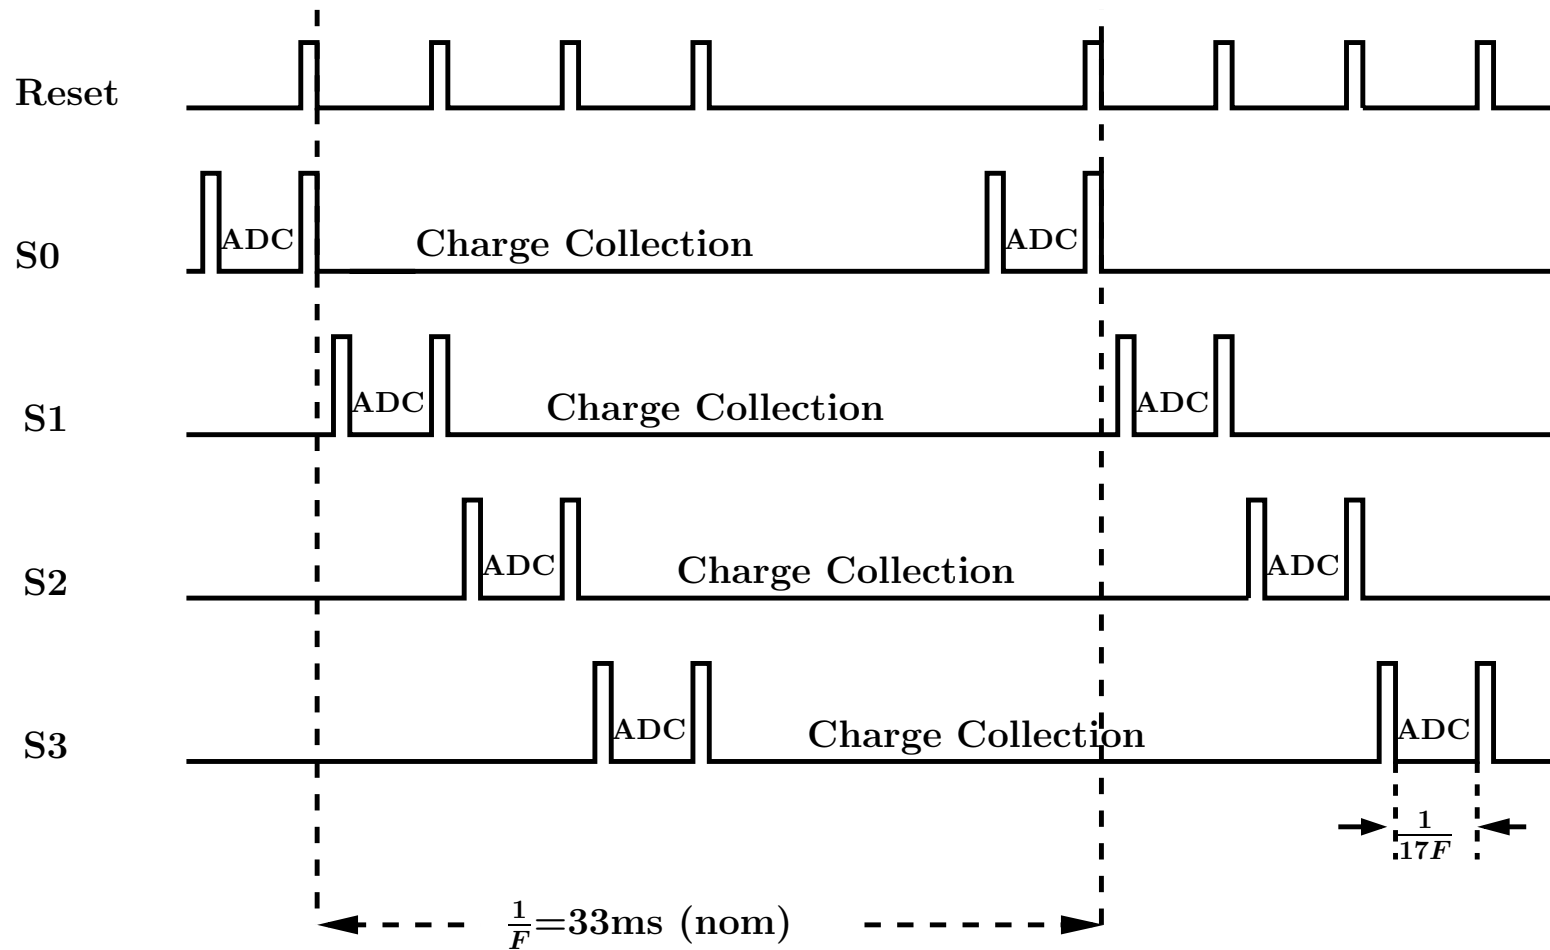 Reset
S0
ADC
Charge Collection
ADC
S1
ADC
Charge Collection
ADC
S2
ADC
Charge Collection
ADC
S3
ADC
Charge Collection
ADC
1/17F
1/F=33ms (nom)